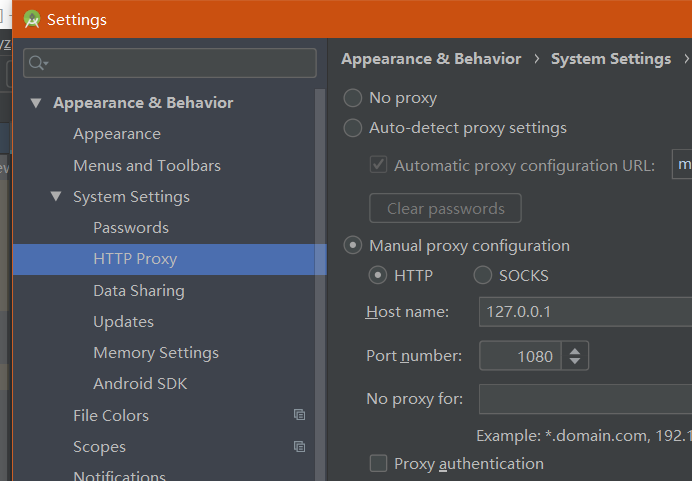 Settings
Appearance & Behavior
Appearance
Menus and Toolbars
System Settings
Passwords
HTTP Proxy
Data Sharing
Updates
Memory Settings
Android SDK
File Colors
Scopes
Notifications
Appearance & Behavior › System Settings ›
No proxy
Auto-detect proxy settings
Automatic proxy configuration URL: m
Clear passwords
Manual proxy configuration
HTTP SOCKS
Host name: 127.0.0.1
Port number: 1080
No proxy for:
Example: *.domain.com, 192.1
Proxy authentication